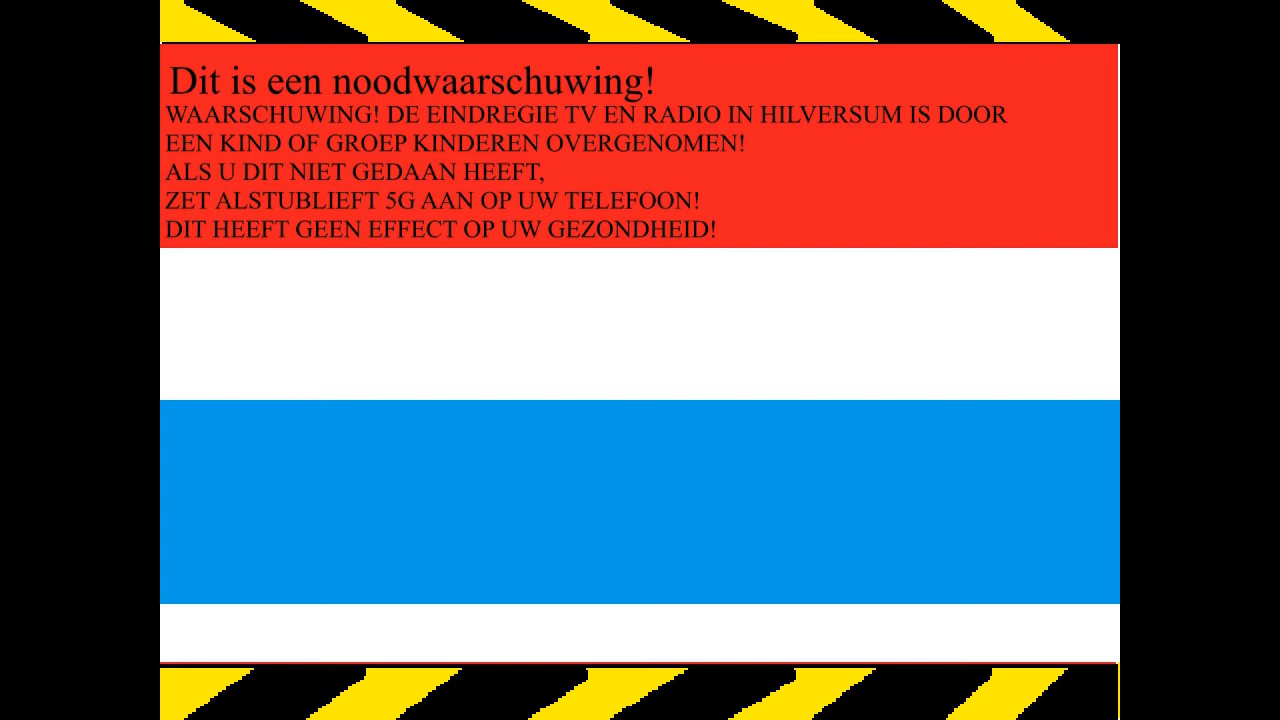 Dit is een noodwaarschuwing!
WAARSCHUWING! DE EINDREGIE TV EN RADIO IN HILVERSUM IS DOOR
EEN KIND OF GROEP KINDEREN OVERGENOMEN!
ALS U DIT NIET GEDAAN HEEFT,
ZET ALSTUBLIEFT 5G AAN OP UW TELEFOON!
DIT HEEFT GEEN EFFECT OP UW GEZONDHEID!